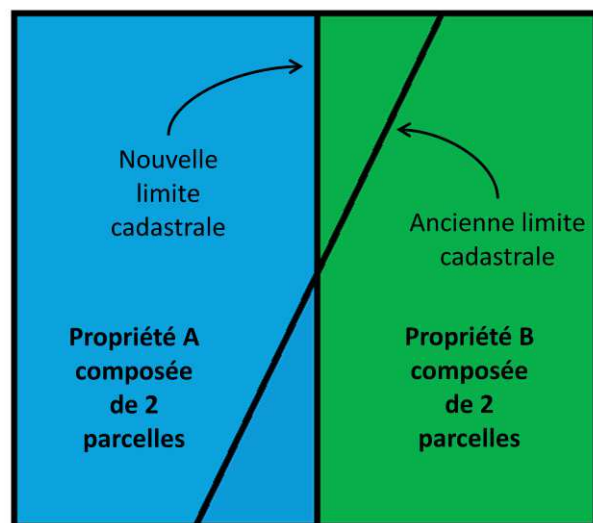 Nouvelle
limite
cadastrale
Ancienne limite
cadastrale
Propriété A
composée
de 2
parcelles
Propriété B
composée
de 2
parcelles